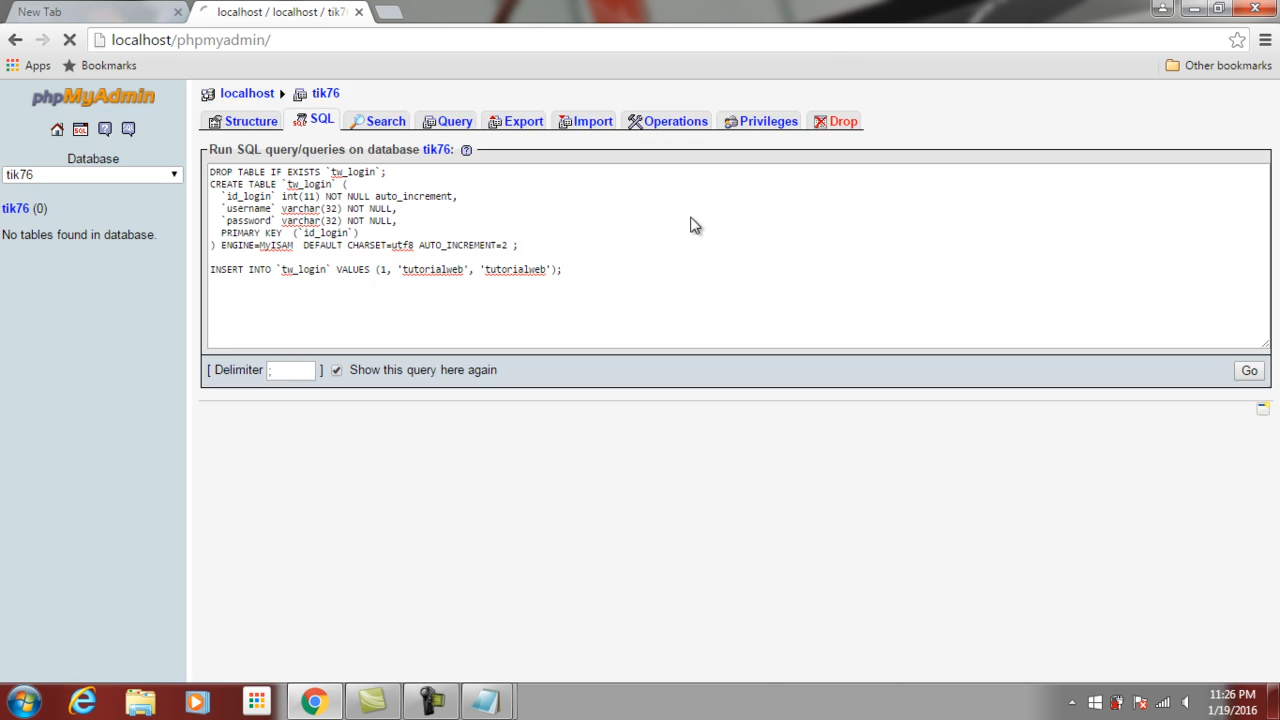 New Tab
localhost / localhost / tik7
localhost/phpmyadmin/
Apps
Bookmarks
Other bookmarks
phpMyAdmin
SQL
Database
tik76
tik76 (0)
No tables found in database.
localhost
tik76
Structure
SQL
Search
Query
Export
Import
Operations
Privileges
Drop
Run SQL query/queries on database tik76:
DROP TABLE IF EXISTS `tw_login`;
CREATE TABLE `tw_login` (
`id_login` int(11) NOT NULL auto_increment,
`username` varchar(32) NOT NULL,
`password` varchar(32) NOT NULL,
PRIMARY KEY  (`id_login`)
) ENGINE=MyISAM  DEFAULT CHARSET=utf8 AUTO_INCREMENT=2 ;
INSERT INTO `tw_login` VALUES (1, 'tutorialweb', 'tutorialweb');
[ Delimiter ; ] Show this query here again
Go
11:26 PM
1/19/2016